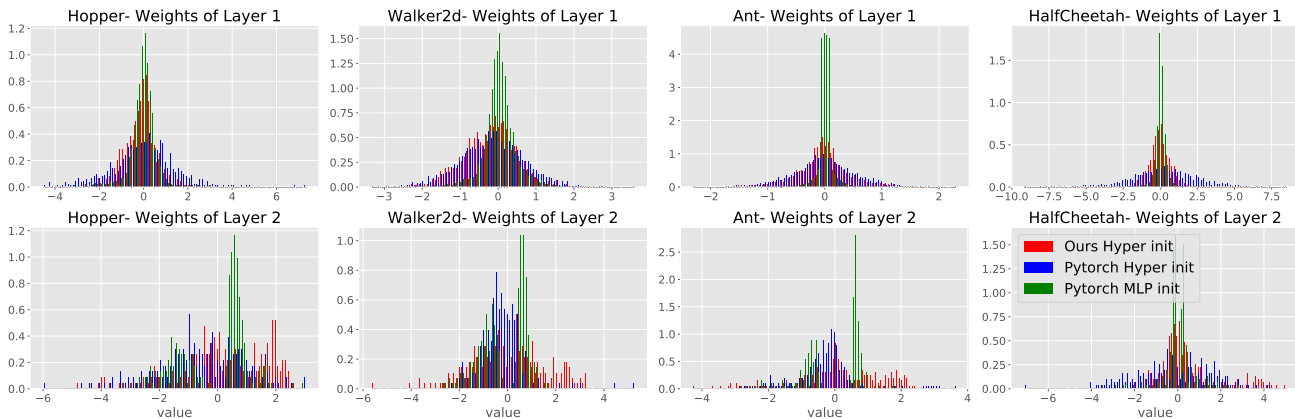 Hopper- Weights of Layer 1
1.2
1.0
0.8
0.6
0.4
0.2
0.0
−4 −2 0 2 4 6
Walker2d- Weights of Layer 1
1.50
1.25
1.00
0.75
0.50
0.25
0.00
−3 −2 −1 0 1 2 3
Ant- Weights of Layer 1
4
3
2
1
0
−2 −1 0 1 2
HalfCheetah- Weights of Layer 1
1.5
1.0
0.5
0.0
−10.0 −7.5 −5.0 −2.5 0.0 2.5 5.0 7.5
Hopper- Weights of Layer 2
1.2
1.0
0.8
0.6
0.4
0.2
0.0
−6 −4 −2 0 2
value
Walker2d- Weights of Layer 2
1.0
0.8
0.6
0.4
0.2
0.0
−6 −4 −2 0 2 4
value
Ant- Weights of Layer 2
2.5
2.0
1.5
1.0
0.5
0.0
−4 −2 0 2 4
value
HalfCheetah- Weights of Layer 2
1.50
1.25
1.00
0.75
0.50
0.25
0.00
−6 −4 −2 0 2 4
value
Ours Hyper init
Pytorch Hyper init
Pytorch MLP init